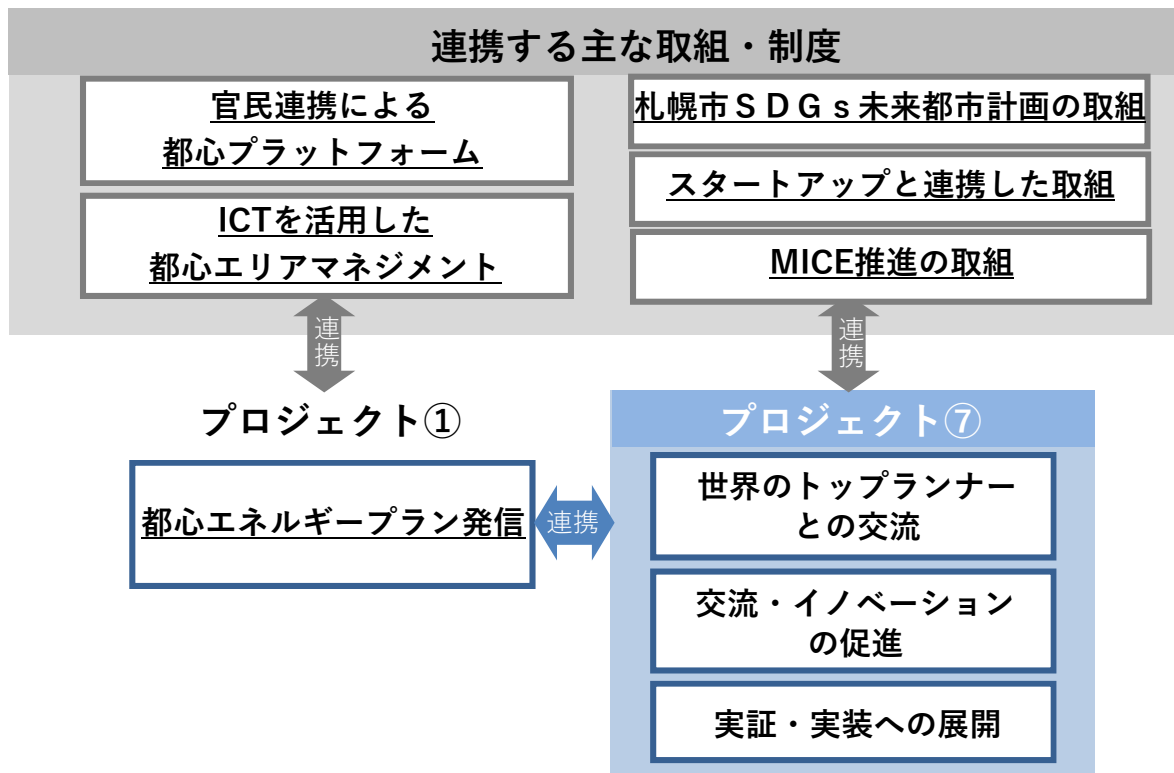 連携する主な取組・制度
官民連携による
都心プラットフォーム
ICTを活用した
都心エリアマネジメント
札幌市ＳＤＧｓ未来都市計画の取組
スタートアップと連携した取組
MICE推進の取組
連携
連携
プロジェクト①
都心エネルギープラン発信
連携
プロジェクト⑦
世界のトップランナー
との交流
交流・イノベーション
の促進
実証・実装への展開